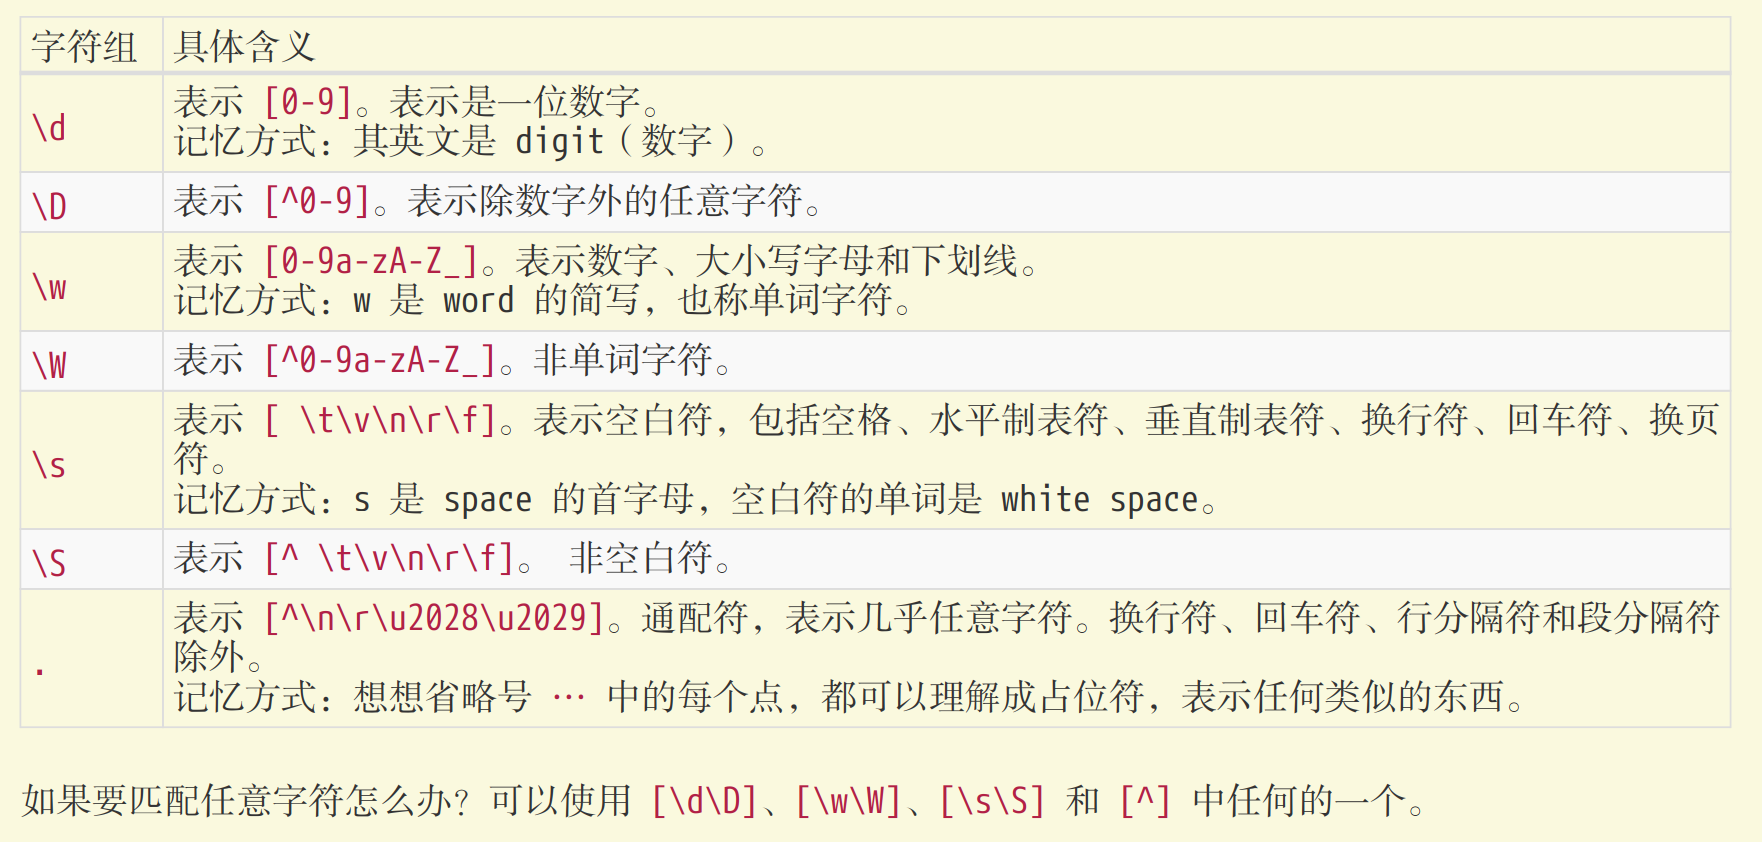 字符组 具体含义
\d
表示 [0-9]。表示是一位数字。
记忆方式：其英文是 digit（数字）。
\D 表示 [^0-9]。表示除数字外的任意字符。
\w
表示 [0-9a-zA-Z_]。表示数字、大小写字母和下划线。
记忆方式：w 是 word 的简写，也称单词字符。
\W 表示 [^0-9a-zA-Z_]。非单词字符。
\s
表示 [ \t\v\n\r\f]。表示空白符，包括空格、水平制表符、垂直制表符、换行符、回车符、换页
符。
记忆方式：s 是 space 的首字母，空白符的单词是 white space。
\S 表示 [^ \t\v\n\r\f]。 非空白符。
.
表示 [^\n\r\u2028\u2029]。通配符，表示几乎任意字符。换行符、回车符、行分隔符和段分隔符
除外。
记忆方式：想想省略号 … 中的每个点，都可以理解成占位符，表示任何类似的东西。
如果要匹配任意字符怎么办？可以使用 [\d\D]、[\w\W]、[\s\S] 和 [^] 中任何的一个。